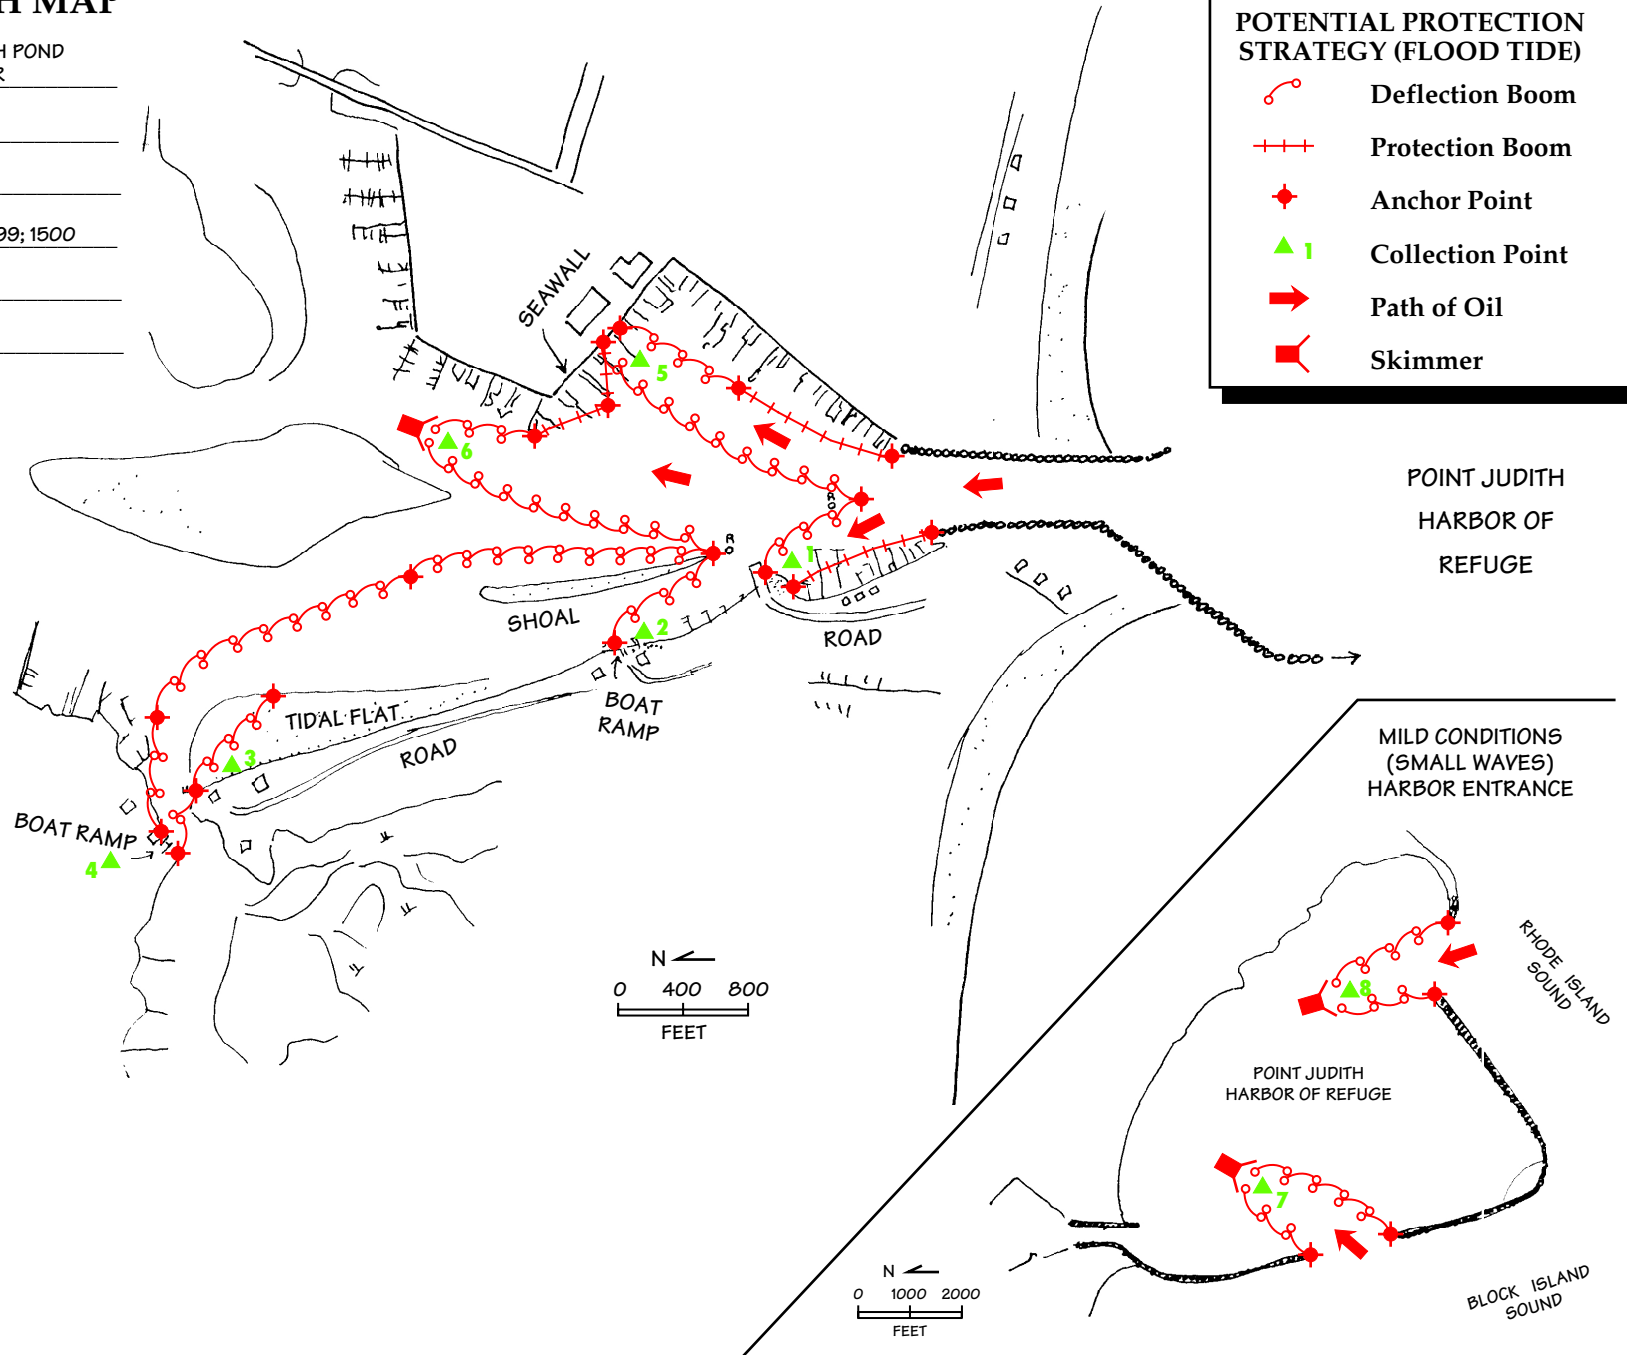 H MAP
H POND
R
99; 1500
POTENTIAL PROTECTION
STRATEGY (FLOOD TIDE)
Deflection Boom
Protection Boom
Anchor Point
1 Collection Point
Path of Oil
Skimmer
SEAWALL
5
6
R
1
R
2
SHOAL
ROAD
BOAT
RAMP
TIDAL FLAT
ROAD
3
BOAT RAMP
4
POINT JUDITH
HARBOR OF
REFUGE
N
0 400 800
FEET
MILD CONDITIONS
(SMALL WAVES)
HARBOR ENTRANCE
RHODE ISLAND
SOUND
8
POINT JUDITH
HARBOR OF REFUGE
7
N
0 1000 2000
FEET
BLOCK ISLAND
SOUND